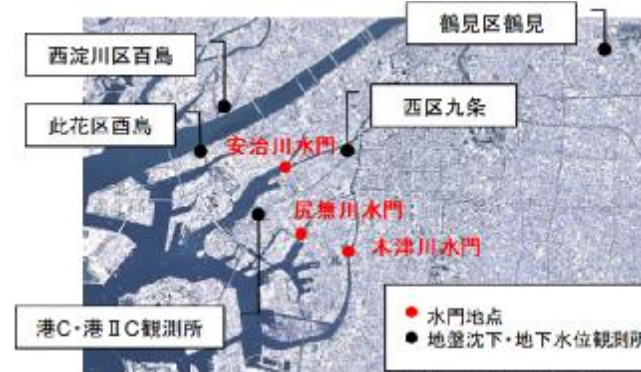 鶴見区鶴見
西淀川区百島
西区九条
此花区酉島
安治川水門
尻無川水門
木津川水門
港C・港ⅡC観測所
水門地点
地盤沈下・地下水位観測所